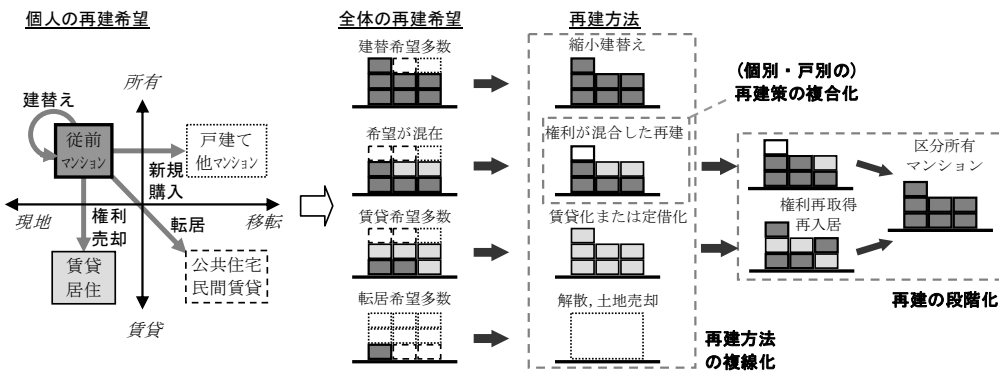 個人の再建希望
所有
建替え
従前
マンション
戸建て
他マンション
新規
購入
現地
権利
売却
転居
移転
賃貸
居住
公共住宅
民間賃貸
賃貸
全体の再建希望
建替希望多数
希望が混在
賃貸希望多数
転居希望多数
再建方法
縮小建替え
権利が混合した再建
賃貸化または定借化
解散,土地売却
(個別・戸別の)
再建策の複合化
権利再取得
再入居
区分所有
マンション
再建の段階化
再建方法
の複線化